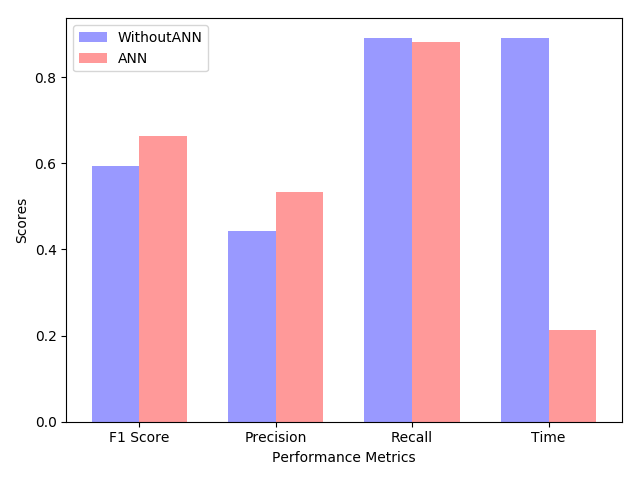 WithoutANN
ANN
Scores
0.8
0.6
0.4
0.2
0.0
F1 Score
Precision
Recall
Time
Performance Metrics